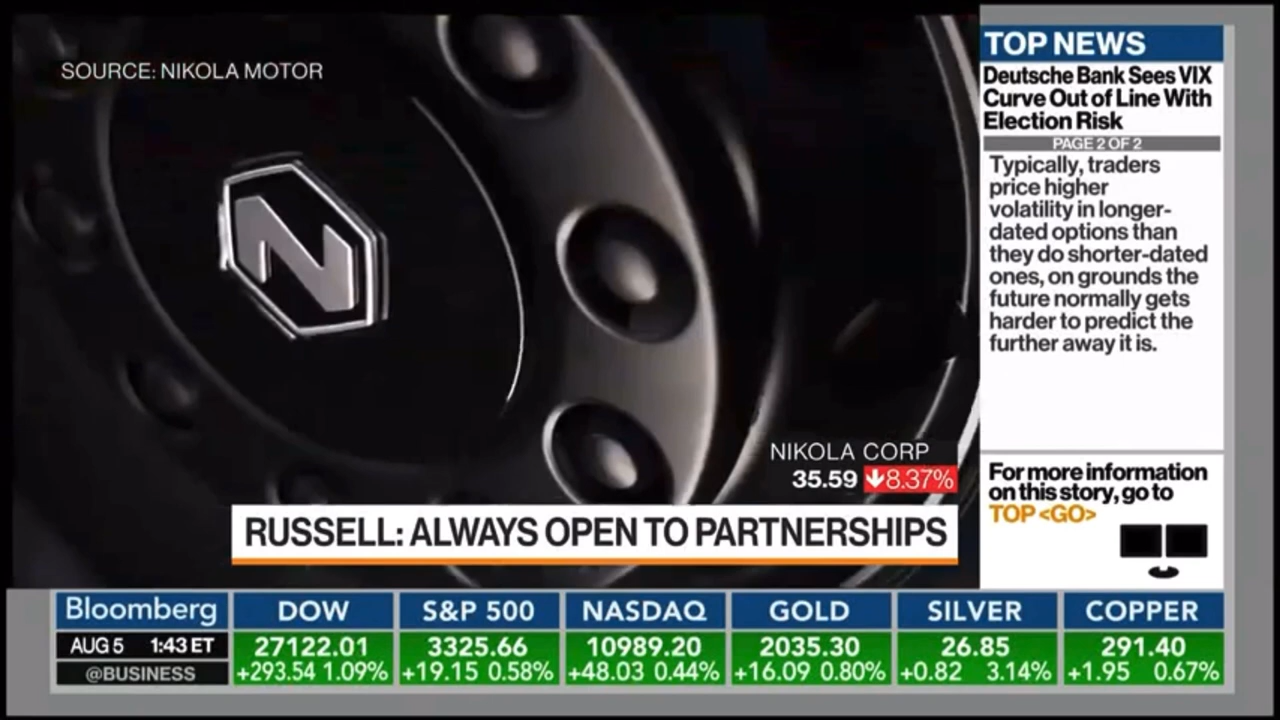 SOURCE: NIKOLA MOTOR
N
NIKOLA CORP
35.59 8.37%
RUSSELL: ALWAYS OPEN TO PARTNERSHIPS
TOP NEWS
Deutsche Bank Sees VIX
Curve Out of Line With
Election Risk
PAGE 2 OF 2
Typically, traders
price higher
volatility in longer-
dated options than
they do shorter-dated
ones, on grounds the
future normally gets
harder to predict the
further away it is.
For more information
on this story, go to
TOP <GO>
Bloomberg DOW S&P 500 NASDAQ GOLD SILVER COPPER
AUG 5 1:43 ET 27122.01 3325.66 10989.20 2035.30 26.85 291.40
@BUSINESS +293.54 1.09% +19.15 0.58% +48.03 0.44% +16.09 0.80% +0.82 3.14% +1.95 0.67%